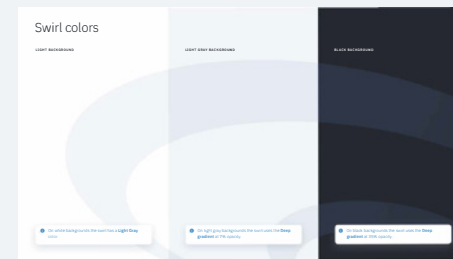 Swirl colors
LIGHT BACKGROUND
LIGHT GRAY BACKGROUND
BLACK BACKGROUND
On white backgrounds the swirl has a Light Gray
color.
On light gray backgrounds the swirl uses the Deep
gradient at 7% opacity.
On black backgrounds the swirl uses the Deep
gradient at
opacity.